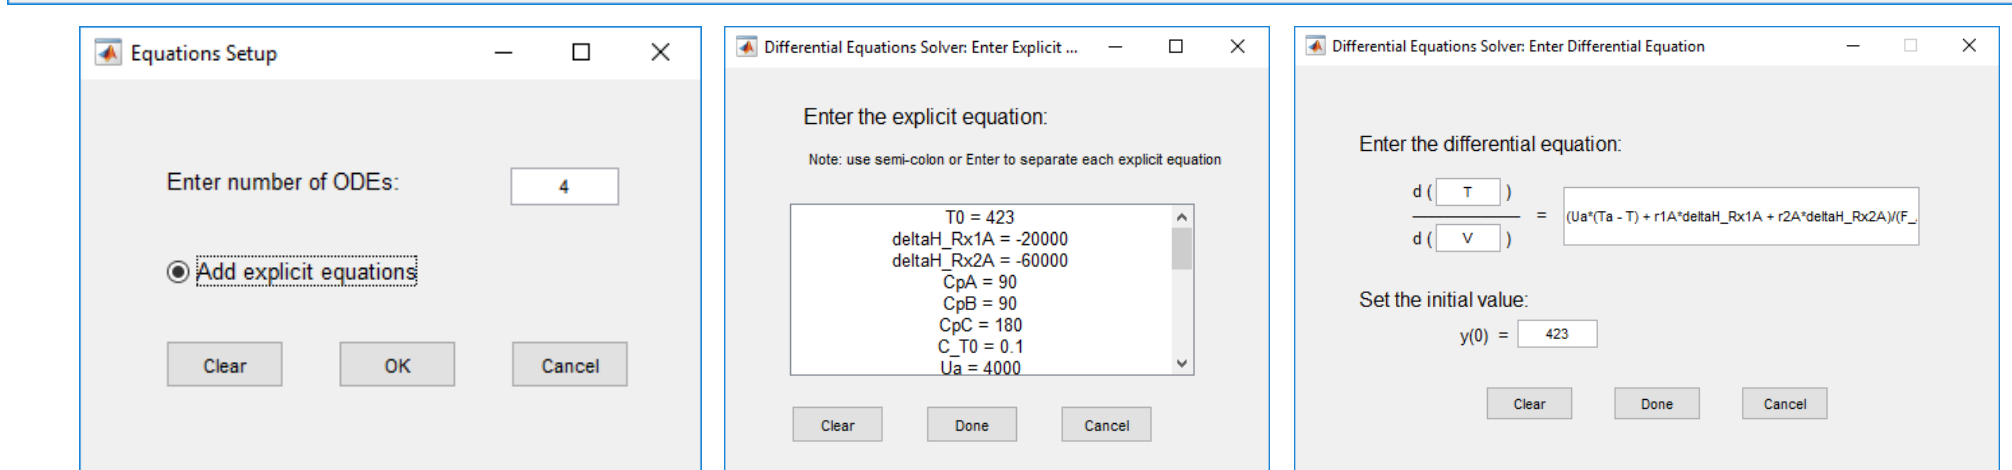 Equations Setup
Enter number of ODEs:
4
Add explicit equations
Clear
OK
Cancel
Differential Equations Solver: Enter Explicit ...
Enter the explicit equation:
Note: use semi-colon or Enter to separate each explicit equation
T0 = 423
deltaH_Rx1A = -20000
deltaH_Rx2A = -60000
CpA = 90
CpB = 90
CpC = 180
C_T0 = 0.1
Ua = 4000
Clear
Done
Cancel
Differential Equations Solver: Enter Differential Equation
Enter the differential equation:
d ( T )
d ( V )
=
(Ua*(Ta - T) + r1A*deltaH_Rx1A + r2A*deltaH_Rx2A)/(F_
Set the initial value:
y(0) = 423
Clear
Done
Cancel